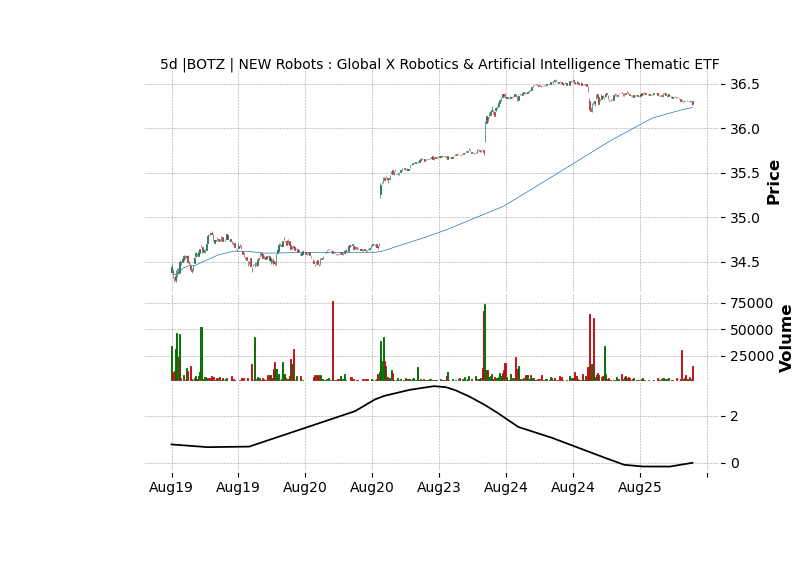 5d |BOTZ | NEW Robots : Global X Robotics & Artificial Intelligence Thematic ETF
36.5
36.0
35.5
35.0
34.5
Price
75000
50000
25000
Volume
2
0
Aug19 Aug19 Aug20 Aug20 Aug23 Aug24 Aug24 Aug25